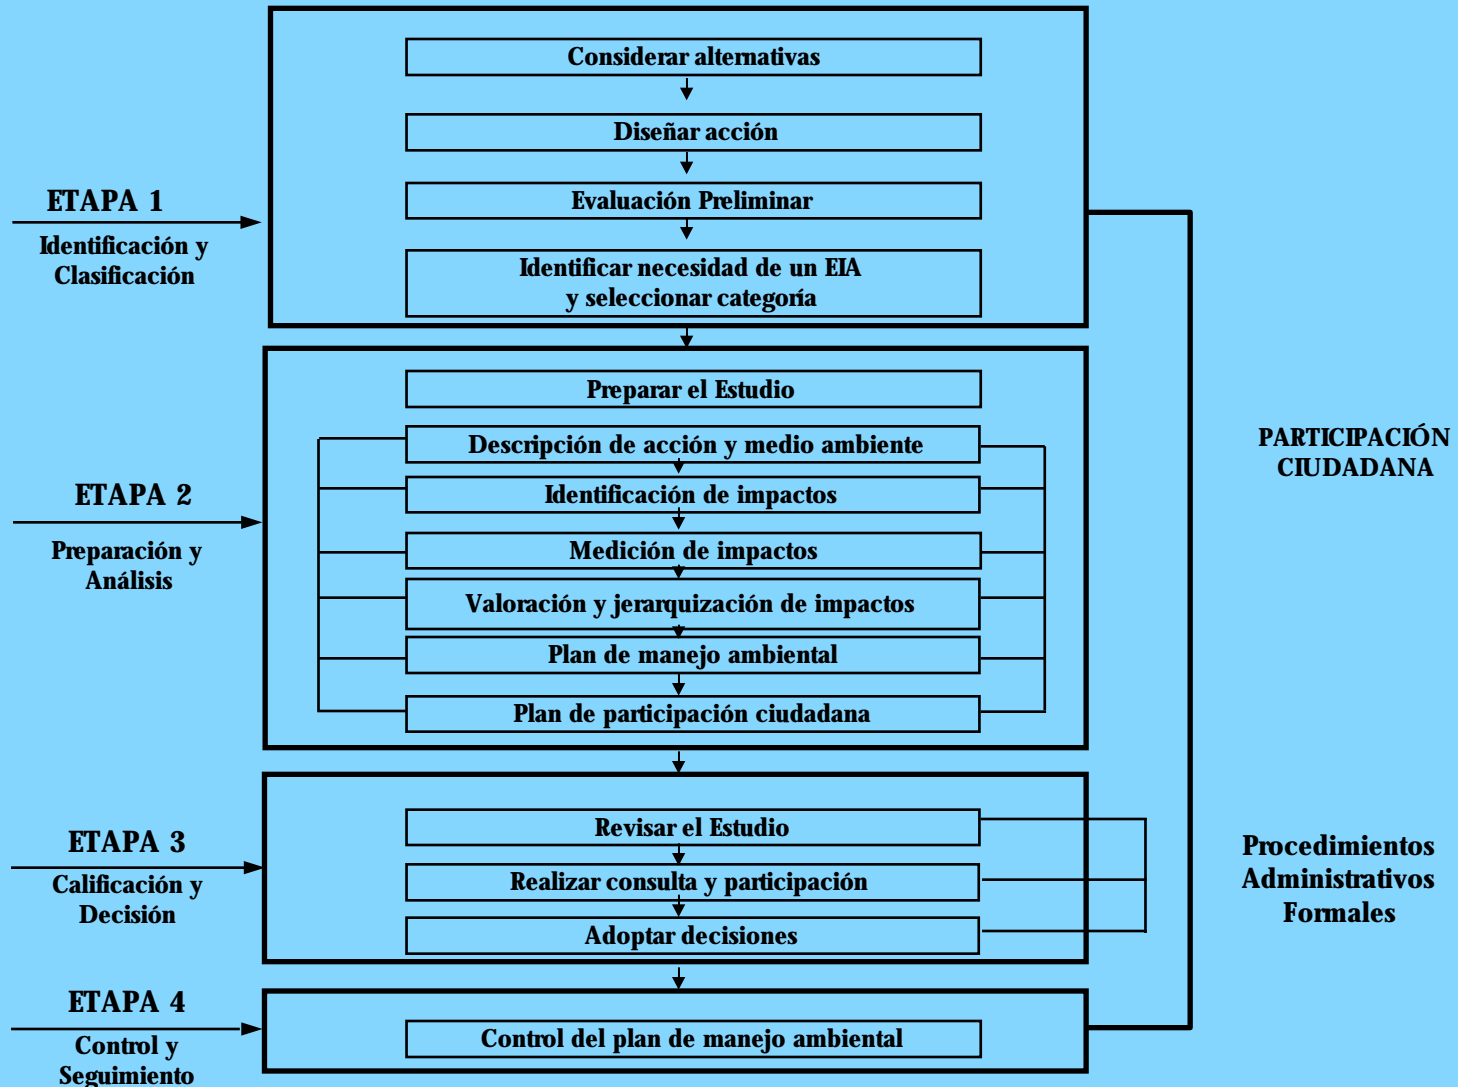 Considerar alternativas
Diseñar acción
Evaluación Preliminar
Identificar necesidad de un EIA
y seleccionar categoría
ETAPA 1
Identificación y
Clasificación
Preparar el Estudio
Descripción de acción y medio ambiente
Identificación de impactos
Medición de impactos
Valoración y jerarquización de impactos
Plan de manejo ambiental
Plan de participación ciudadana
ETAPA 2
Preparación y
Análisis
PARTICIPACIÓN
CIUDADANA
Revisar el Estudio
Realizar consulta y participación
Adoptar decisiones
ETAPA 3
Calificación y
Decisión
Procedimientos
Administrativos
Formales
ETAPA 4
Control y
Seguimiento
Control del plan de manejo ambiental